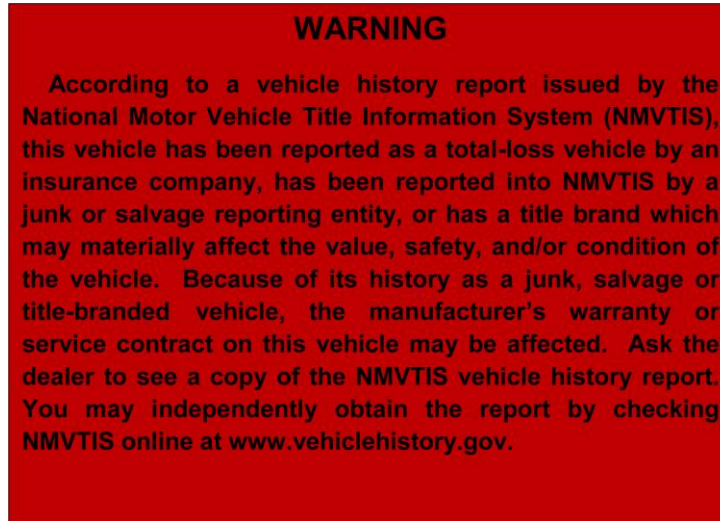 WARNING
According to a vehicle history report issued by the
National Motor Vehicle Title Information System (NMVTIS),
this vehicle has been reported as a total-loss vehicle by an
insurance company, has been reported into NMVTIS by a
junk or salvage reporting entity, or has a title brand which
may materially affect the value, safety, and/or condition of
the vehicle. Because of its history as a junk, salvage or
title-branded vehicle, the manufacturer’s warranty or
service contract on this vehicle may be affected. Ask the
dealer to see a copy of the NMVTIS vehicle history report.
You may independently obtain the report by checking
NMVTIS online at www.vehiclehistory.gov.